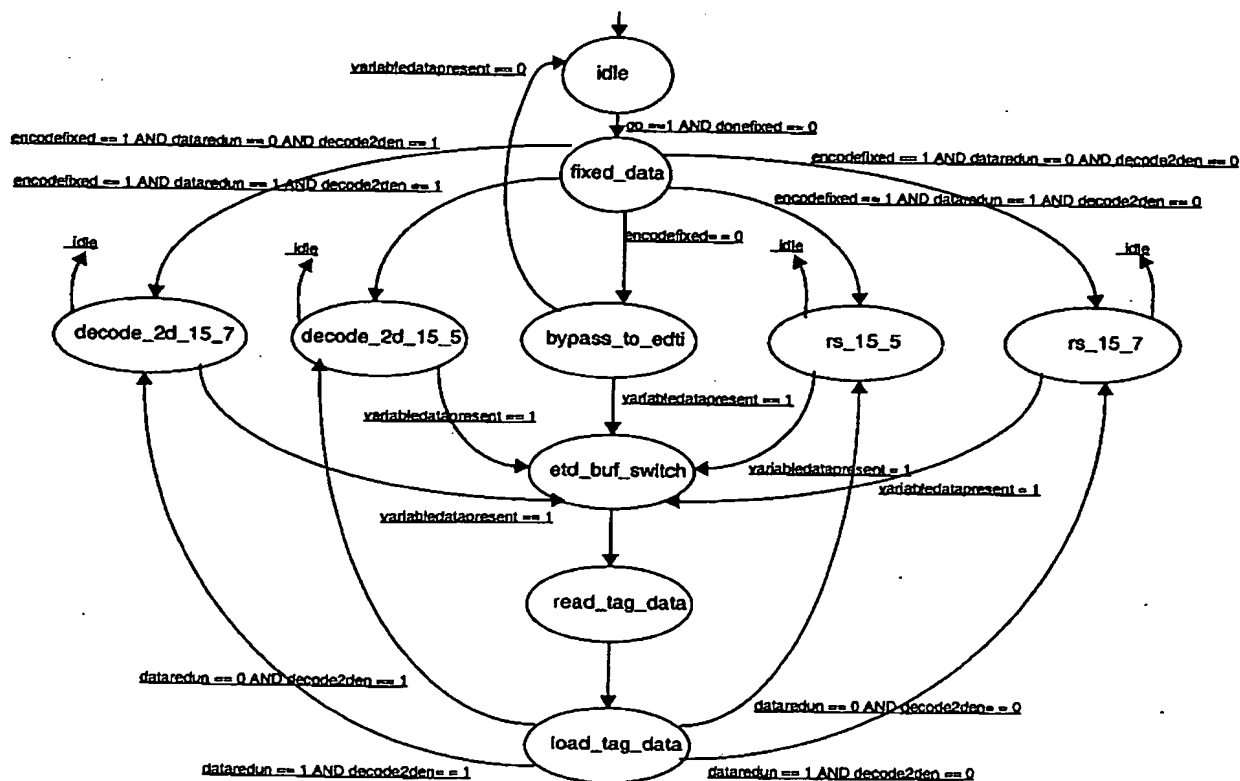 idle
variabledatapresent == 0
go == 1 AND donefixed == 0
encodefixed == 1 AND dataredun == 0 AND decode2den == 1
encodefixed == 1 AND dataredun == 0 AND decode2den == 0
fixed_data
encodefixed == 1 AND dataredun == 1 AND decode2den == 1
encodefixed == 1 AND dataredun == 1 AND decode2den == 0
encodefixed= = 0
idle
idle
idle
idle
decode_2d_15_7
decode_2d_15_5
bypass_to_edti
rs_15_5
rs_15_7
variabledatapresent == 1
variabledatapresent == 1
etd_buf_switch
variabledatapresent = 1
variabledatapresent = 1
variabledatapresent == 1
read_tag_data
dataredun == 0 AND decode2den == 1
dataredun == 0 AND decode2den= = 0
load_tag_data
dataredun == 1 AND decode2den= = 1
dataredun == 1 AND decode2den == 0